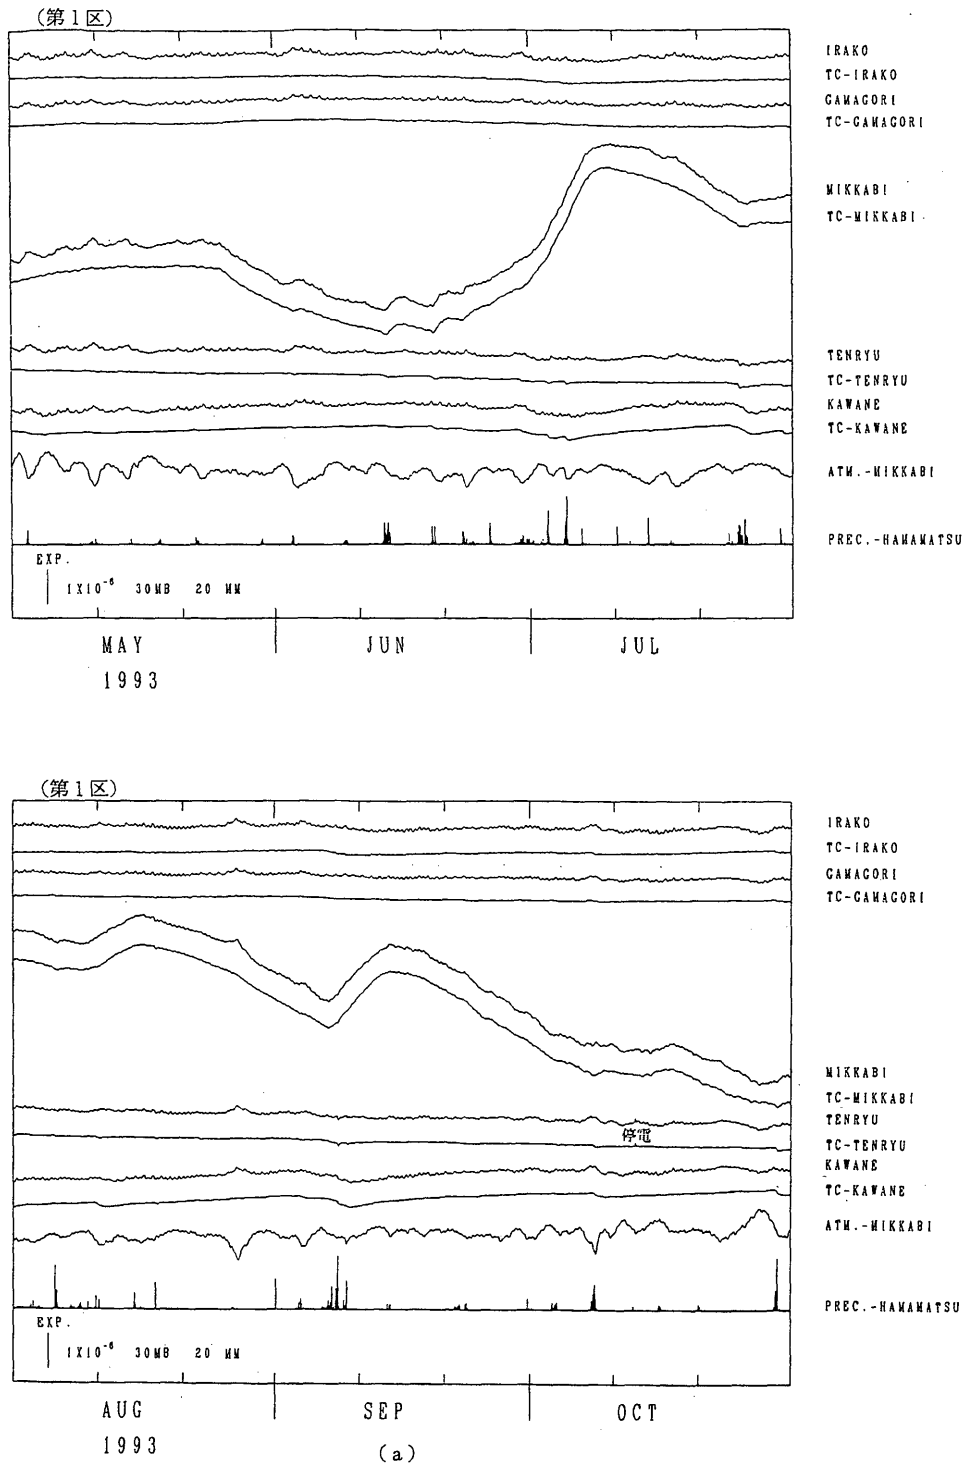 (第1区)
IRAKO
TC-IRAKO
GAMAGORI
TC-GAMAGORI
MIKKABI
TC-MIKKABI
TENRYU
TC-TENRYU
KAWANE
TC-KAWANE
ATM.-MIKKABI
PREC.-HAMAMATSU
EXP.
1X10⁻⁶ 30MB 20 MM
MAY JUN JUL
1993
(第1区)
IRAKO
TC-IRAKO
GAMAGORI
TC-GAMAGORI
MIKKABI
TC-MIKKABI
TENRYU
停電
TC-TENRYU
KAWANE
TC-KAWANE
ATM.-MIKKABI
PREC.-HAMAMATSU
EXP.
1X10⁻⁶ 30MB 20 MM
AUG SEP OCT
1993
(a)